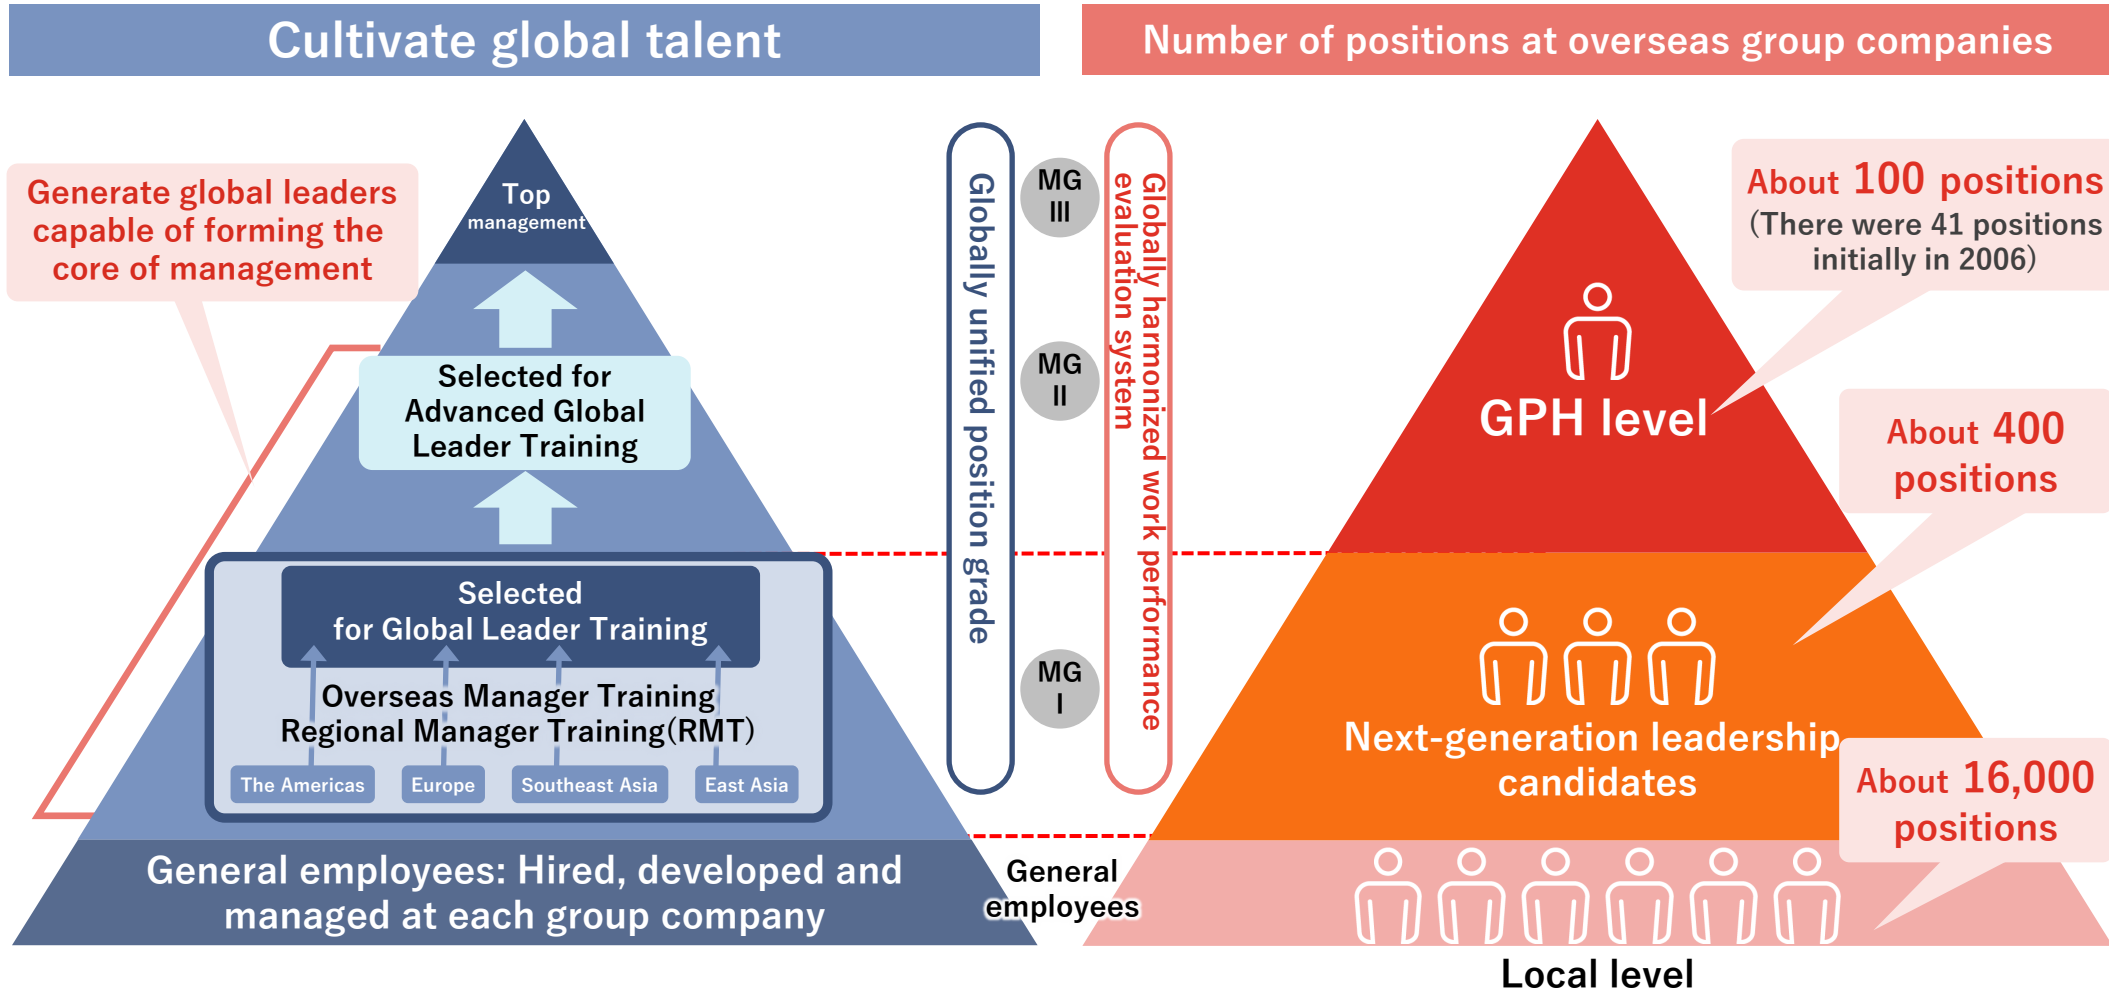 Cultivate global talent
Number of positions at overseas group companies
Generate global leaders
capable of forming the
core of management
Top
management
Selected for
Advanced Global
Leader Training
Selected
for Global Leader Training
Overseas Manager Training
Regional Manager Training(RMT)
The Americas
Europe
Southeast Asia
East Asia
General employees: Hired, developed and
managed at each group company
Globally unified position grade
MG
III
MG
II
MG
I
Globally harmonized work performance
evaluation system
General
employees
About 100 positions
(There were 41 positions
initially in 2006)
GPH level
About 400
positions
Next-generation leadership
candidates
About 16,000
positions
Local level